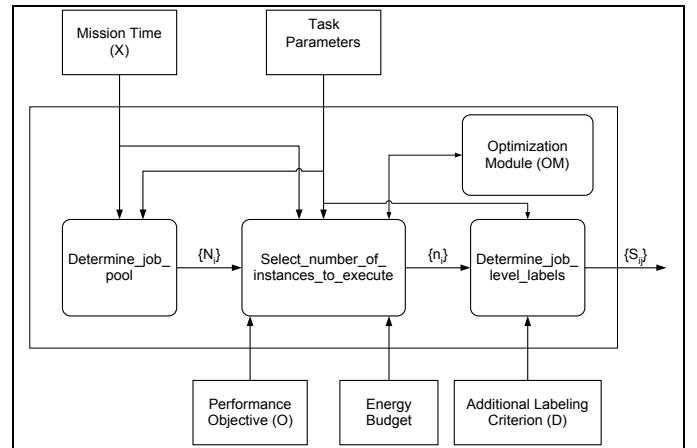 Mission Time
(X)
Task
Parameters
Optimization
Module (OM)
Determine_job_
pool
{Ni}
Select_number_of_
instances_to_execute
{ni}
Determine_job_
level_labels
{Sij}
Performance
Objective (O)
Energy
Budget
Additional Labeling
Criterion (D)